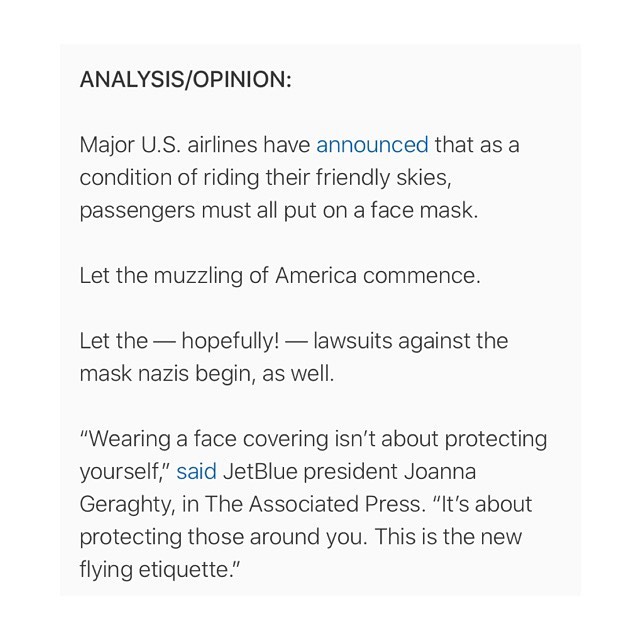 ANALYSIS/OPINION:
Major U.S. airlines have announced that as a
condition of riding their friendly skies,
passengers must all put on a face mask.
Let the muzzling of America commence.
Let the — hopefully! — lawsuits against the
mask nazis begin, as well.
“Wearing a face covering isn’t about protecting
yourself,” said JetBlue president Joanna
Geraghty, in The Associated Press. “It’s about
protecting those around you. This is the new
flying etiquette.”